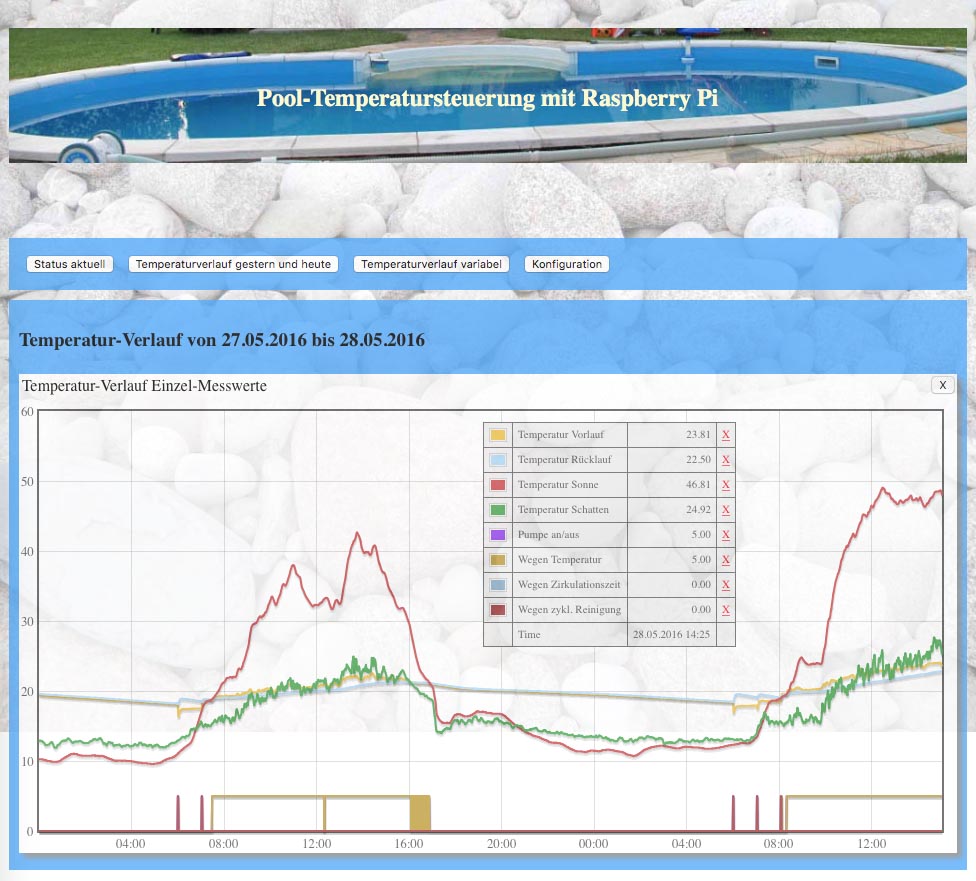 Pool-Temperatursteuerung mit Raspberry Pi
Status aktuell Temperaturverlauf gestern und heute Temperaturverlauf variabel Konfiguration
Temperatur-Verlauf von 27.05.2016 bis 28.05.2016
Temperatur-Verlauf Einzel-Messwerte X
60
50
40
30
20
10
0
Temperatur Vorlauf 23.81 X
Temperatur Rücklauf 22.50 X
Temperatur Sonne 46.81 X
Temperatur Schatten 24.92 X
Pumpe an/aus 5.00 X
Wegen Temperatur 5.00 X
Wegen Zirkulationszeit 0.00 X
Wegen zykl. Reinigung 0.00 X
Time 28.05.2016 14:25
04:00 08:00 12:00 16:00 20:00 00:00 04:00 08:00 12:00